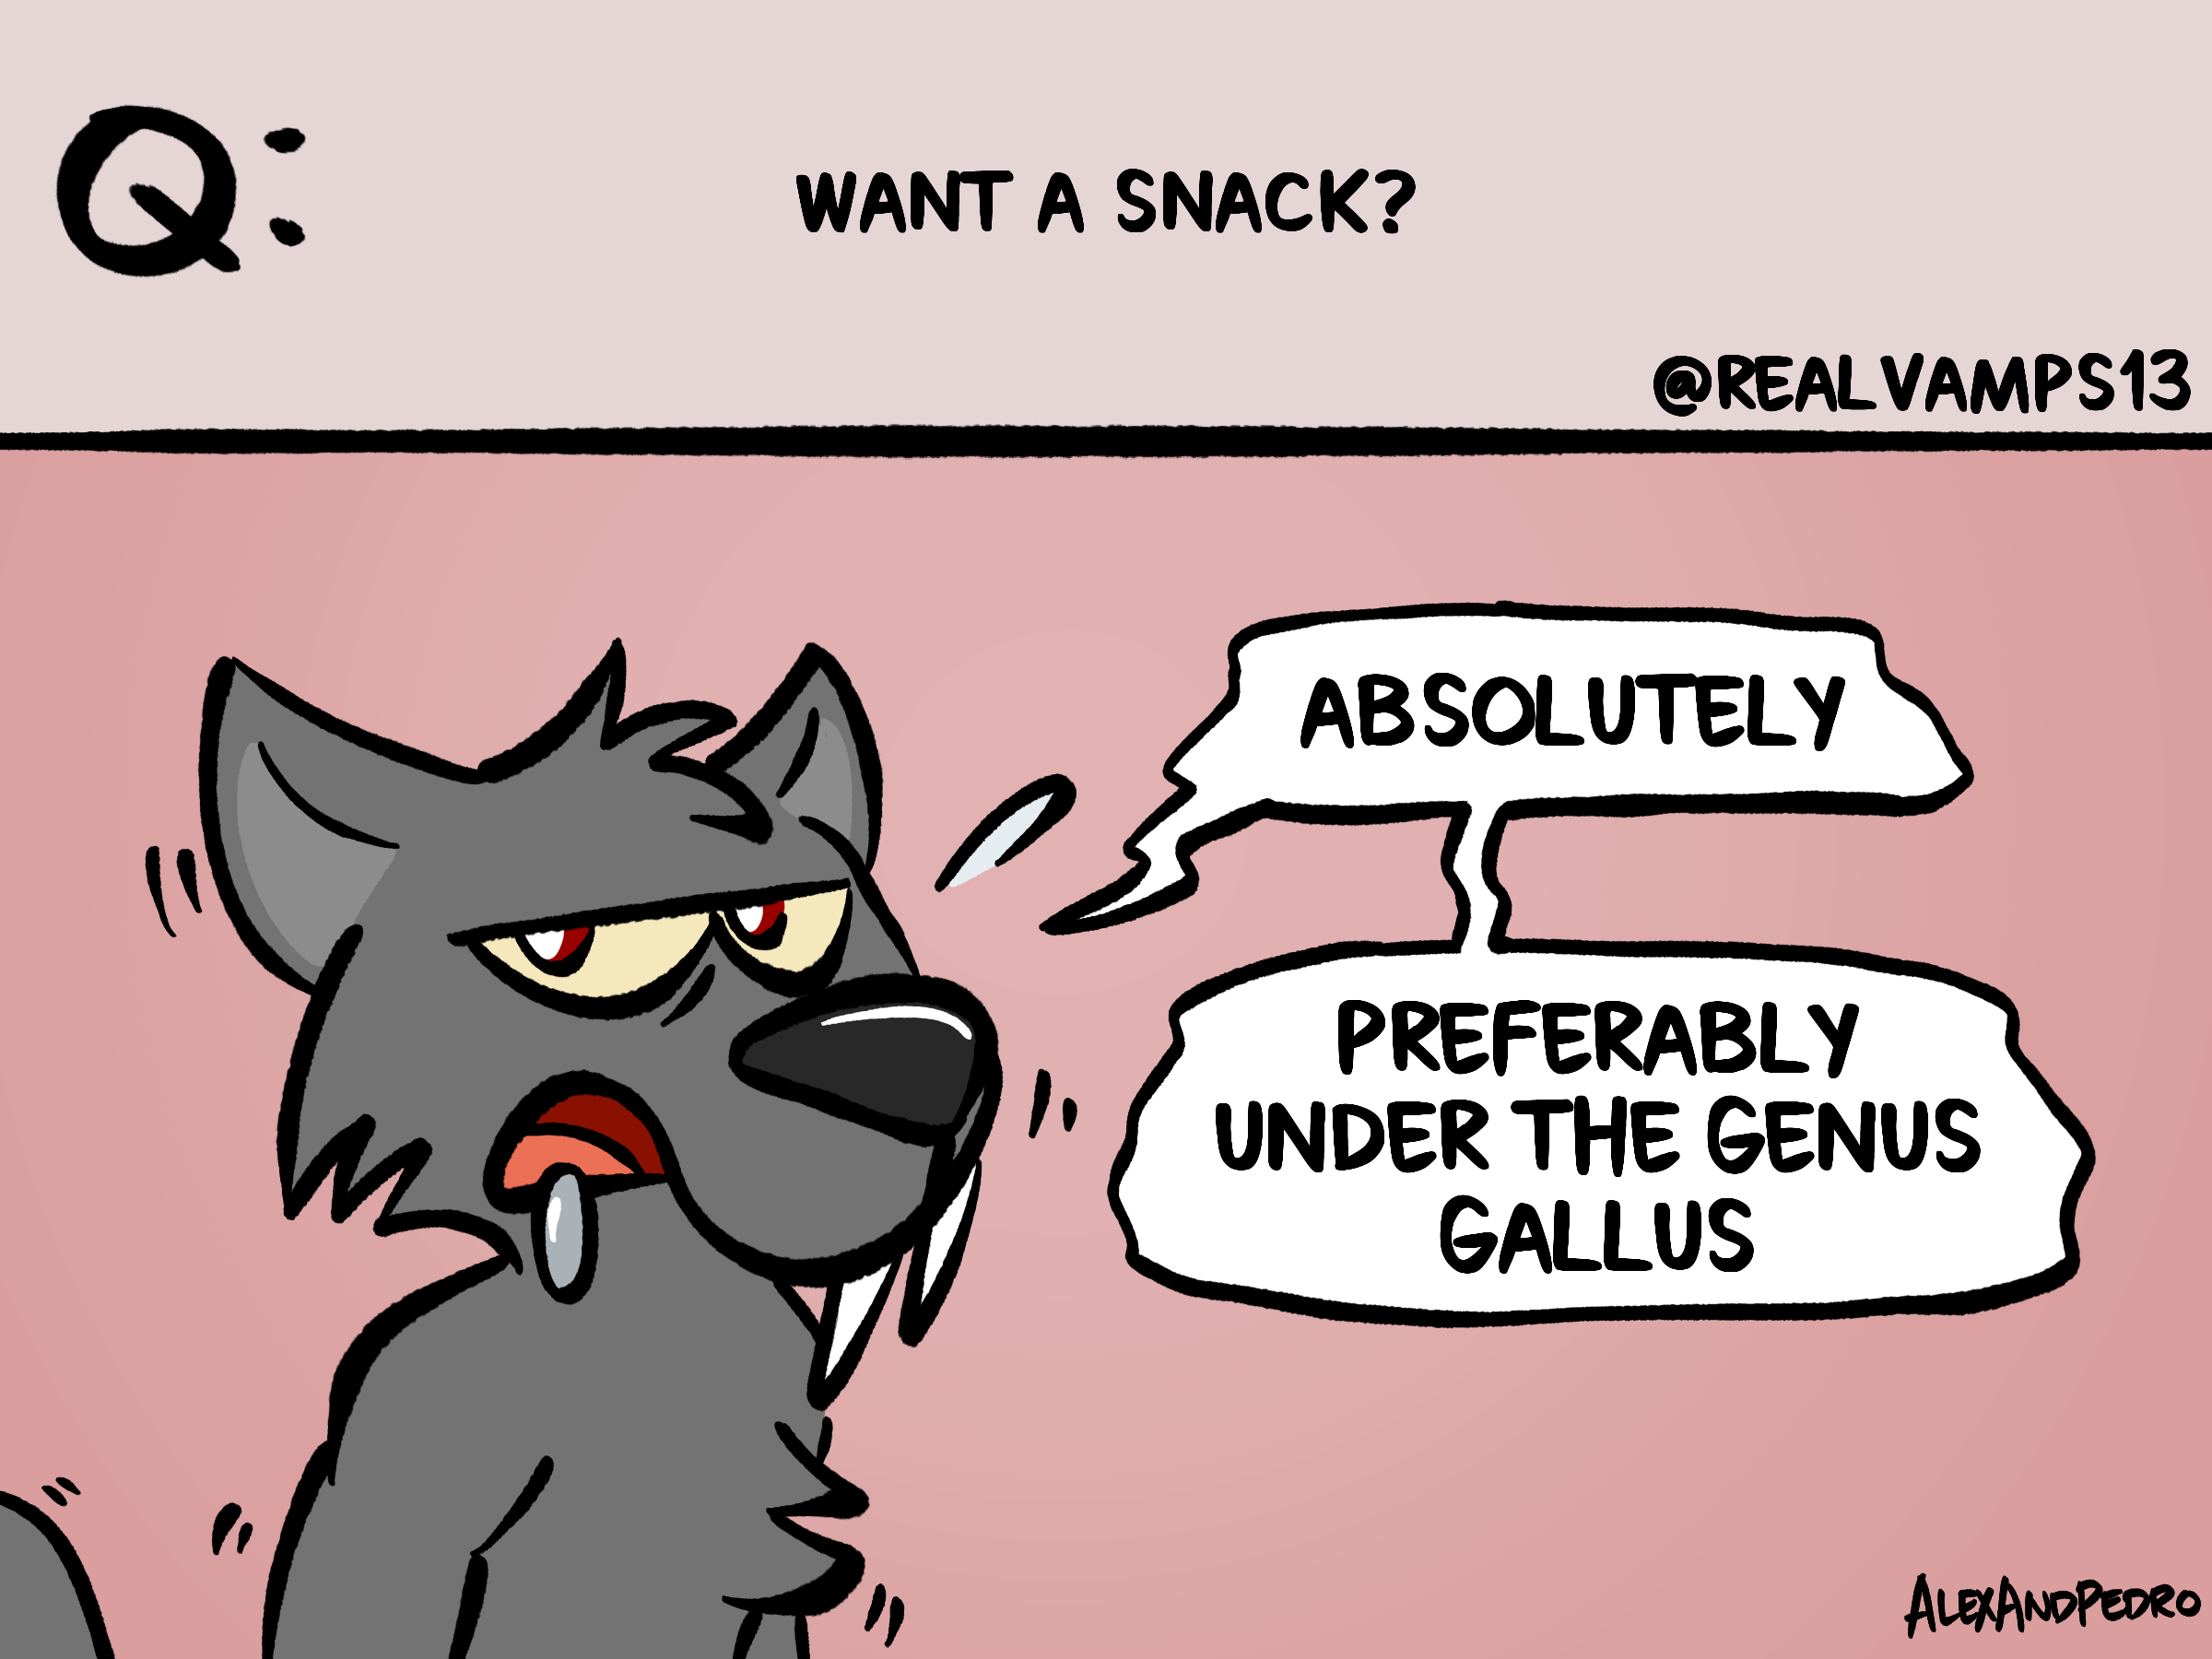 Q:
WANT A SNACK?
@REALVAMPS13
ABSOLUTELY
PREFERABLY
UNDER THE GENUS
GALLUS
ALEXANDPEDRO